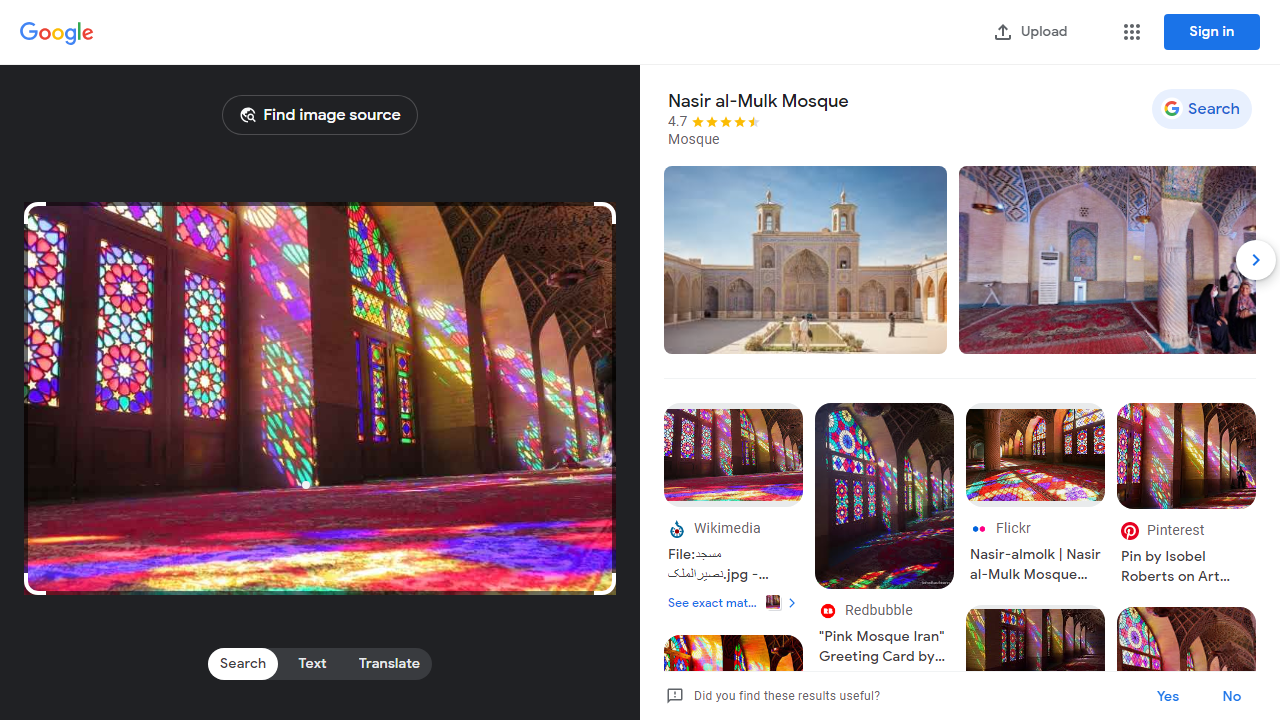 Google
Upload
Sign in
Find image source
Nasir al-Mulk Mosque
4.7
Mosque
Search
Wikimedia
File:مسجد
نصیرالملک.jpg -...
See exact mat...
Redbubble
"Pink Mosque Iran"
Greeting Card by...
Flickr
Nasir-almolk | Nasir
al-Mulk Mosque...
Pinterest
Pin by Isobel
Roberts on Art...
Search
Text
Translate
Did you find these results useful?
Yes
No